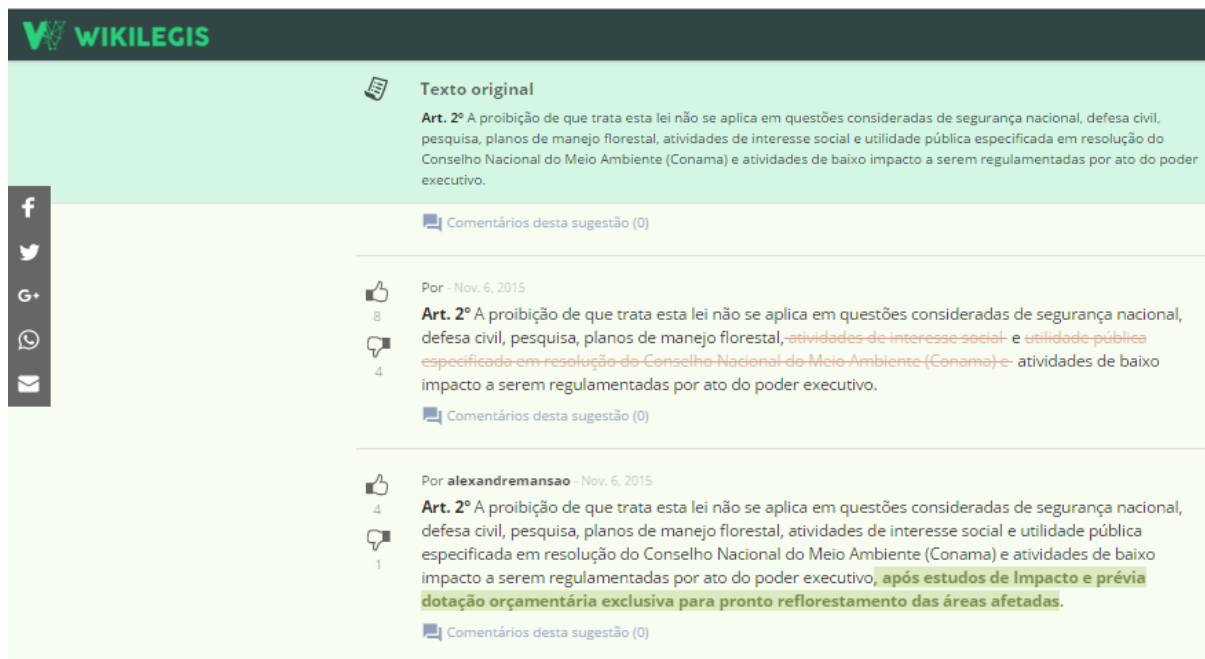 WIKILEGIS
Texto original
Art. 2º A proibição de que trata esta lei não se aplica em questões consideradas de segurança nacional, defesa civil,
pesquisa, planos de manejo florestal, atividades de interesse social e utilidade pública especificada em resolução do
Conselho Nacional do Meio Ambiente (Conama) e atividades de baixo impacto a serem regulamentadas por ato do poder
executivo.
Comentários desta sugestão (0)
Por - Nov. 6, 2015
8
4
Art. 2º A proibição de que trata esta lei não se aplica em questões consideradas de segurança nacional,
defesa civil, pesquisa, planos de manejo florestal, atividades de interesse social e utilidade pública
especificada em resolução do Conselho Nacional do Meio Ambiente (Conama) e atividades de baixo
impacto a serem regulamentadas por ato do poder executivo.
Comentários desta sugestão (0)
Por alexandremansao - Nov. 6, 2015
4
1
Art. 2º A proibição de que trata esta lei não se aplica em questões consideradas de segurança nacional,
defesa civil, pesquisa, planos de manejo florestal, atividades de interesse social e utilidade pública
especificada em resolução do Conselho Nacional do Meio Ambiente (Conama) e atividades de baixo
impacto a serem regulamentadas por ato do poder executivo, após estudos de Impacto e prévia
dotação orçamentária exclusiva para pronto reflorestamento das áreas afetadas.
Comentários desta sugestão (0)